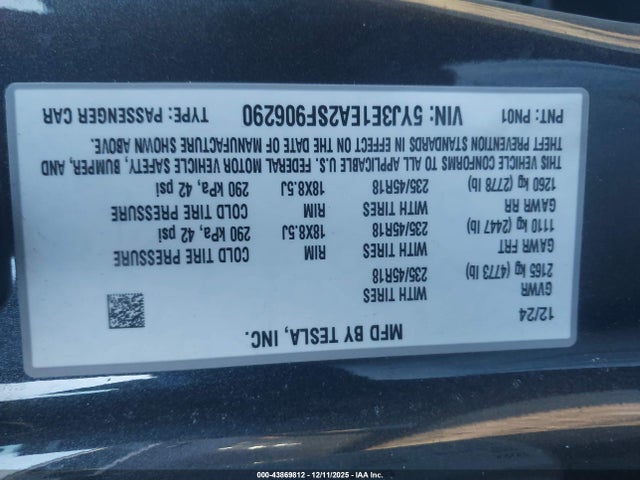 MFD BY TESLA, INC.
12/24
GVWR
2165 kg (4773 lb)
WITH TIRES
235/45R18
RIM
18X8.5J
COLD TIRE PRESSURE
290 kPa, 42 psi
GAWR FRT
1110 kg (2447 lb)
WITH TIRES
235/45R18
RIM
18X8.5J
COLD TIRE PRESSURE
290 kPa, 42 psi
GAWR RR
1260 kg (2778 lb)
WITH TIRES
235/45R18
THIS VEHICLE CONFORMS TO ALL APPLICABLE U.S. FEDERAL MOTOR VEHICLE SAFETY, BUMPER, AND,
THEFT PREVENTION STANDARDS IN EFFECT ON THE DATE OF MANUFACTURE SHOWN ABOVE.
PNT: PN01 VIN: 5YJ3E1EA2SF906290 TYPE: PASSENGER CAR
000-43869812 - 12/11/2025 - IAA Inc.